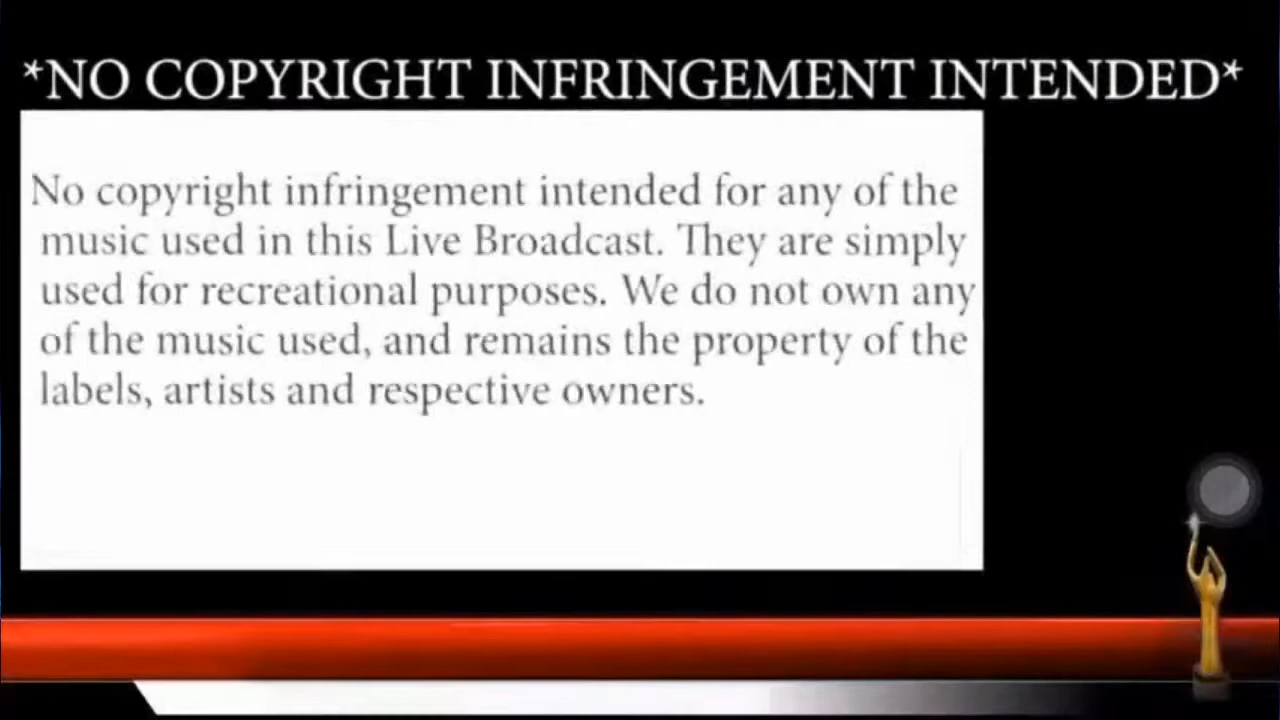 *NO COPYRIGHT INFRINGEMENT INTENDED*
No copyright infringement intended for any of the
music used in this Live Broadcast. They are simply
used for recreational purposes. We do not own any
of the music used, and remains the property of the
labels, artists and respective owners.